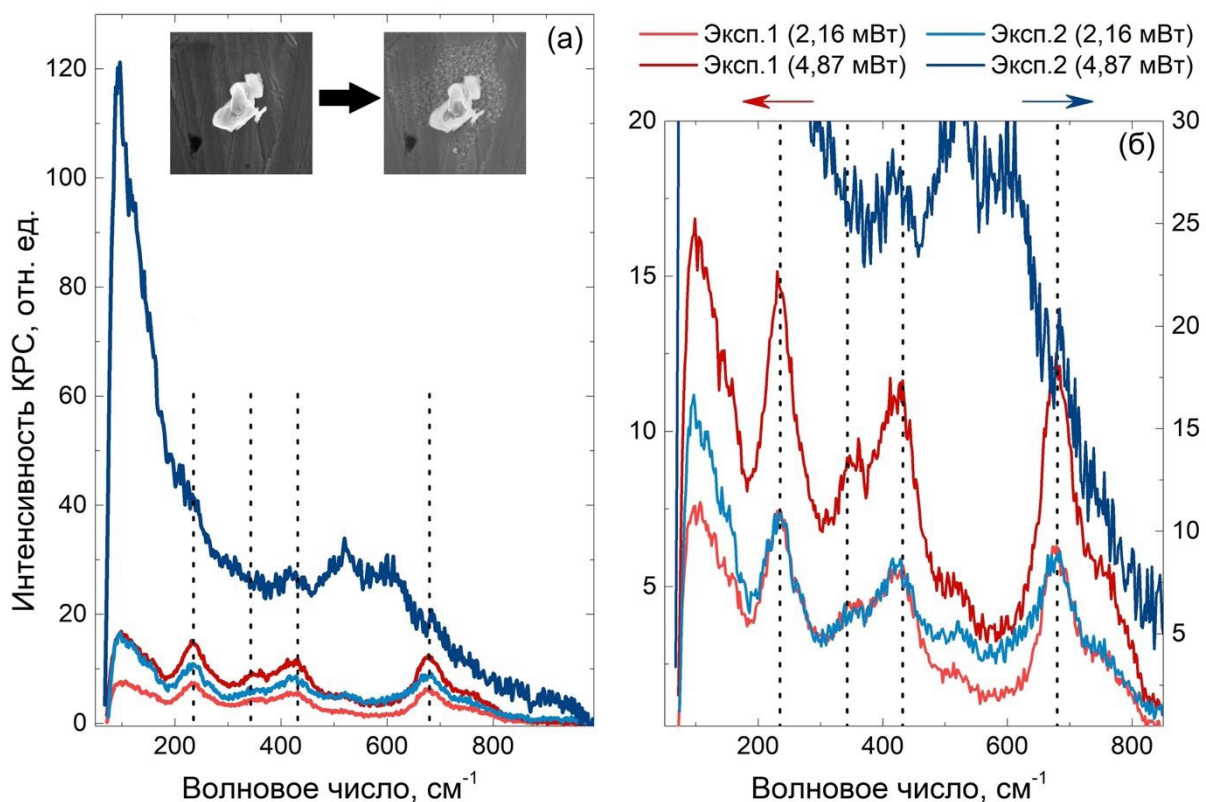 (а)
120
100
80
60
40
20
0
Интенсивность КРС, отн. ед.
200 400 600 800
Волновое число, см⁻¹
Эксп.1 (2,16 мВт) Эксп.2 (2,16 мВт)
Эксп.1 (4,87 мВт) Эксп.2 (4,87 мВт)
(б)
20
15
10
5
30
25
20
15
10
5
200 400 600 800
Волновое число, см⁻¹